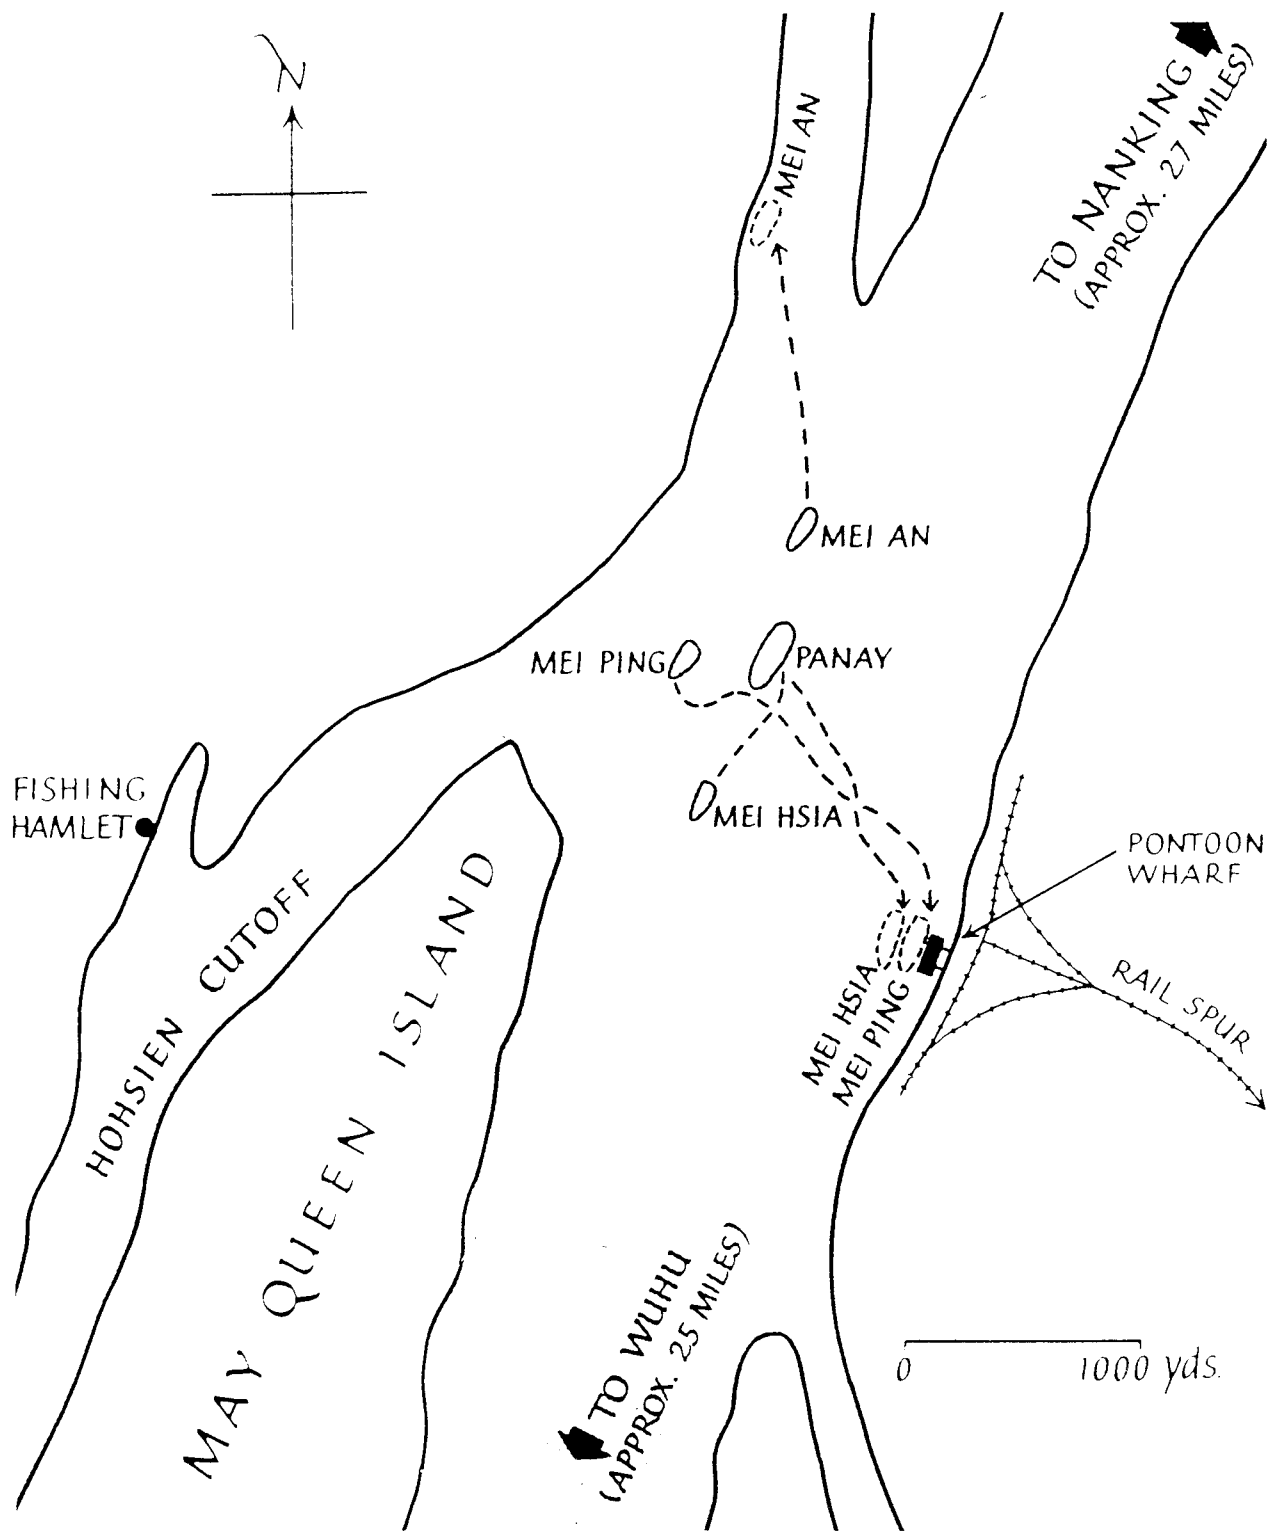 N
MEI AN
TO NANKING
(APPROX. 27 MILES)
MEI AN
MEI PING
PANAY
FISHING
HAMLET
MEI HSIA
PONTOON
WHARF
HOHSIEN CUTOFF
MAY QUEEN ISLAND
MEI HSIA
MEI PING
RAIL SPUR
TO WUHU
(APPROX. 25 MILES)
0 1000 yds.